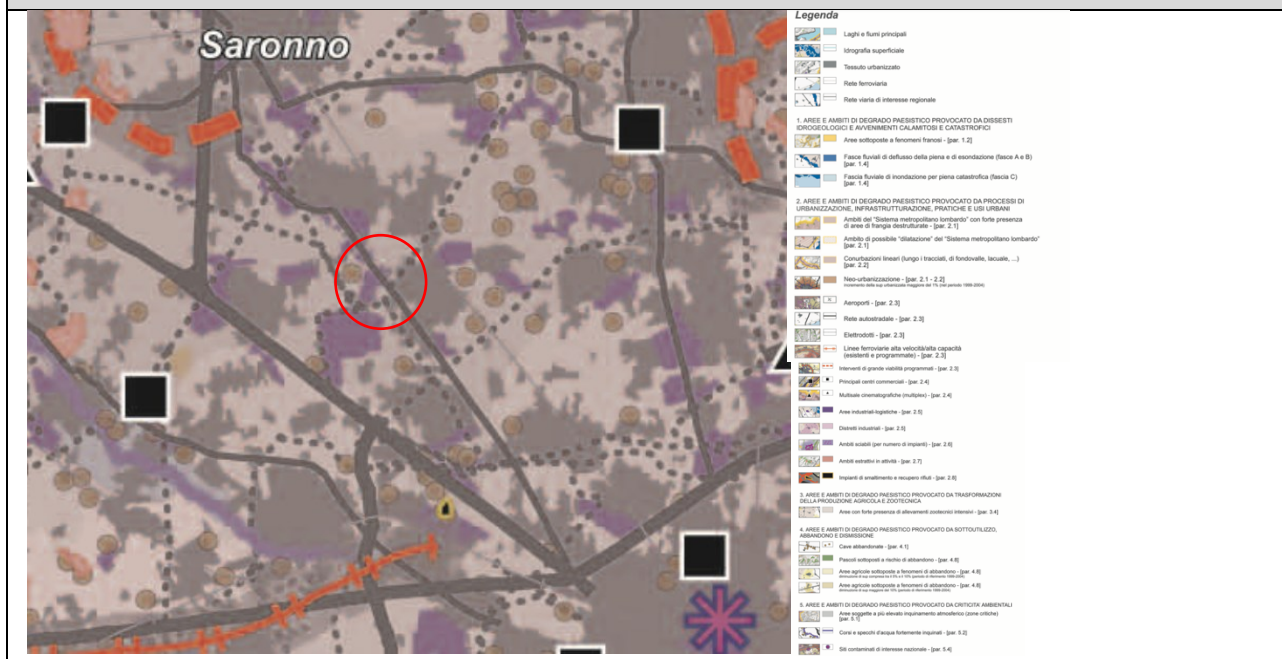 Legenda
Saronno
Laghi e fiumi principali
Idrografia superficiale
Tessuto urbanizzato
Rete ferroviaria
Rete viaria di interesse regionale
1. AREE E AMBITI DI DEGRADO PAESISTICO PROVOCATO DA DISSESTI
IDROGEOLOGICI E AVVENIMENTI CALAMITOSI E CATASTROFICI
Aree sottoposte a fenomeni franosi - [par. 1.2]
Fasce fluviali di deflusso della piena e di esondazione (fasce A e B)
[par. 1.4]
Fascia fluviale di inondazione per piena catastrofica (fascia C)
[par. 1.4]
2. AREE E AMBITI DI DEGRADO PAESISTICO PROVOCATO DA PROCESSI DI
URBANIZZAZIONE, INFRASTRUTTURAZIONE, PRATICHE E USI URBANI
Ambiti del "Sistema metropolitano lombardo" con forte presenza
di aree di frangia destrutturate - [par. 2.1]
Ambito di possibile "dilatazione" del "Sistema metropolitano lombardo"
[par. 2.1]
Conurbazioni lineari (lungo i tracciati, di fondovalle, lacuale, ...)
[par. 2.2]
Neo-urbanizzazione - [par. 2.1 - 2.2]
incremento della sup urbanizzata maggiore del 1% (nel periodo 1999-2004)
Aeroporti - [par. 2.3]
Rete autostradale - [par. 2.3]
Elettrodotti - [par. 2.3]
Linee ferroviarie alta velocità/alta capacità
(esistenti e programmate) - [par. 2.3]
Interventi di grande viabilità programmati - [par. 2.3]
Principali centri commerciali - [par. 2.4]
Multisale cinematografiche (multiplex) - [par. 2.4]
Aree industriali-logistiche - [par. 2.5]
Distretti industriali - [par. 2.5]
Ambiti sciabili (per numero di impianti) - [par. 2.6]
Ambiti estrattivi in attività - [par. 2.7]
Impianti di smaltimento e recupero rifiuti - [par. 2.8]
3. AREE E AMBITI DI DEGRADO PAESISTICO PROVOCATO DA TRASFORMAZIONI
DELLA PRODUZIONE AGRICOLA E ZOOTECNICA
Aree con forte presenza di allevamenti zootecnici intensivi - [par. 3.4]
4. AREE E AMBITI DI DEGRADO PAESISTICO PROVOCATO DA SOTTOUTILIZZO,
ABBANDONO E DISMISSIONE
Cave abbandonate - [par. 4.1]
Pascoli sottoposti a rischio di abbandono - [par. 4.8]
Aree agricole sottoposte a fenomeni di abbandono - [par. 4.8]
Aree agricole sottoposte a fenomeni di abbandono - [par. 4.8]
5. AREE E AMBITI DI DEGRADO PAESISTICO PROVOCATO DA CRITICITA' AMBIENTALI
Aree soggette a più elevato inquinamento atmosferico (zone critiche)
[par. 5.1]
Corsi e specchi d'acqua fortemente inquinati - [par. 5.2]
Siti contaminati di interesse nazionale - [par. 5.4]